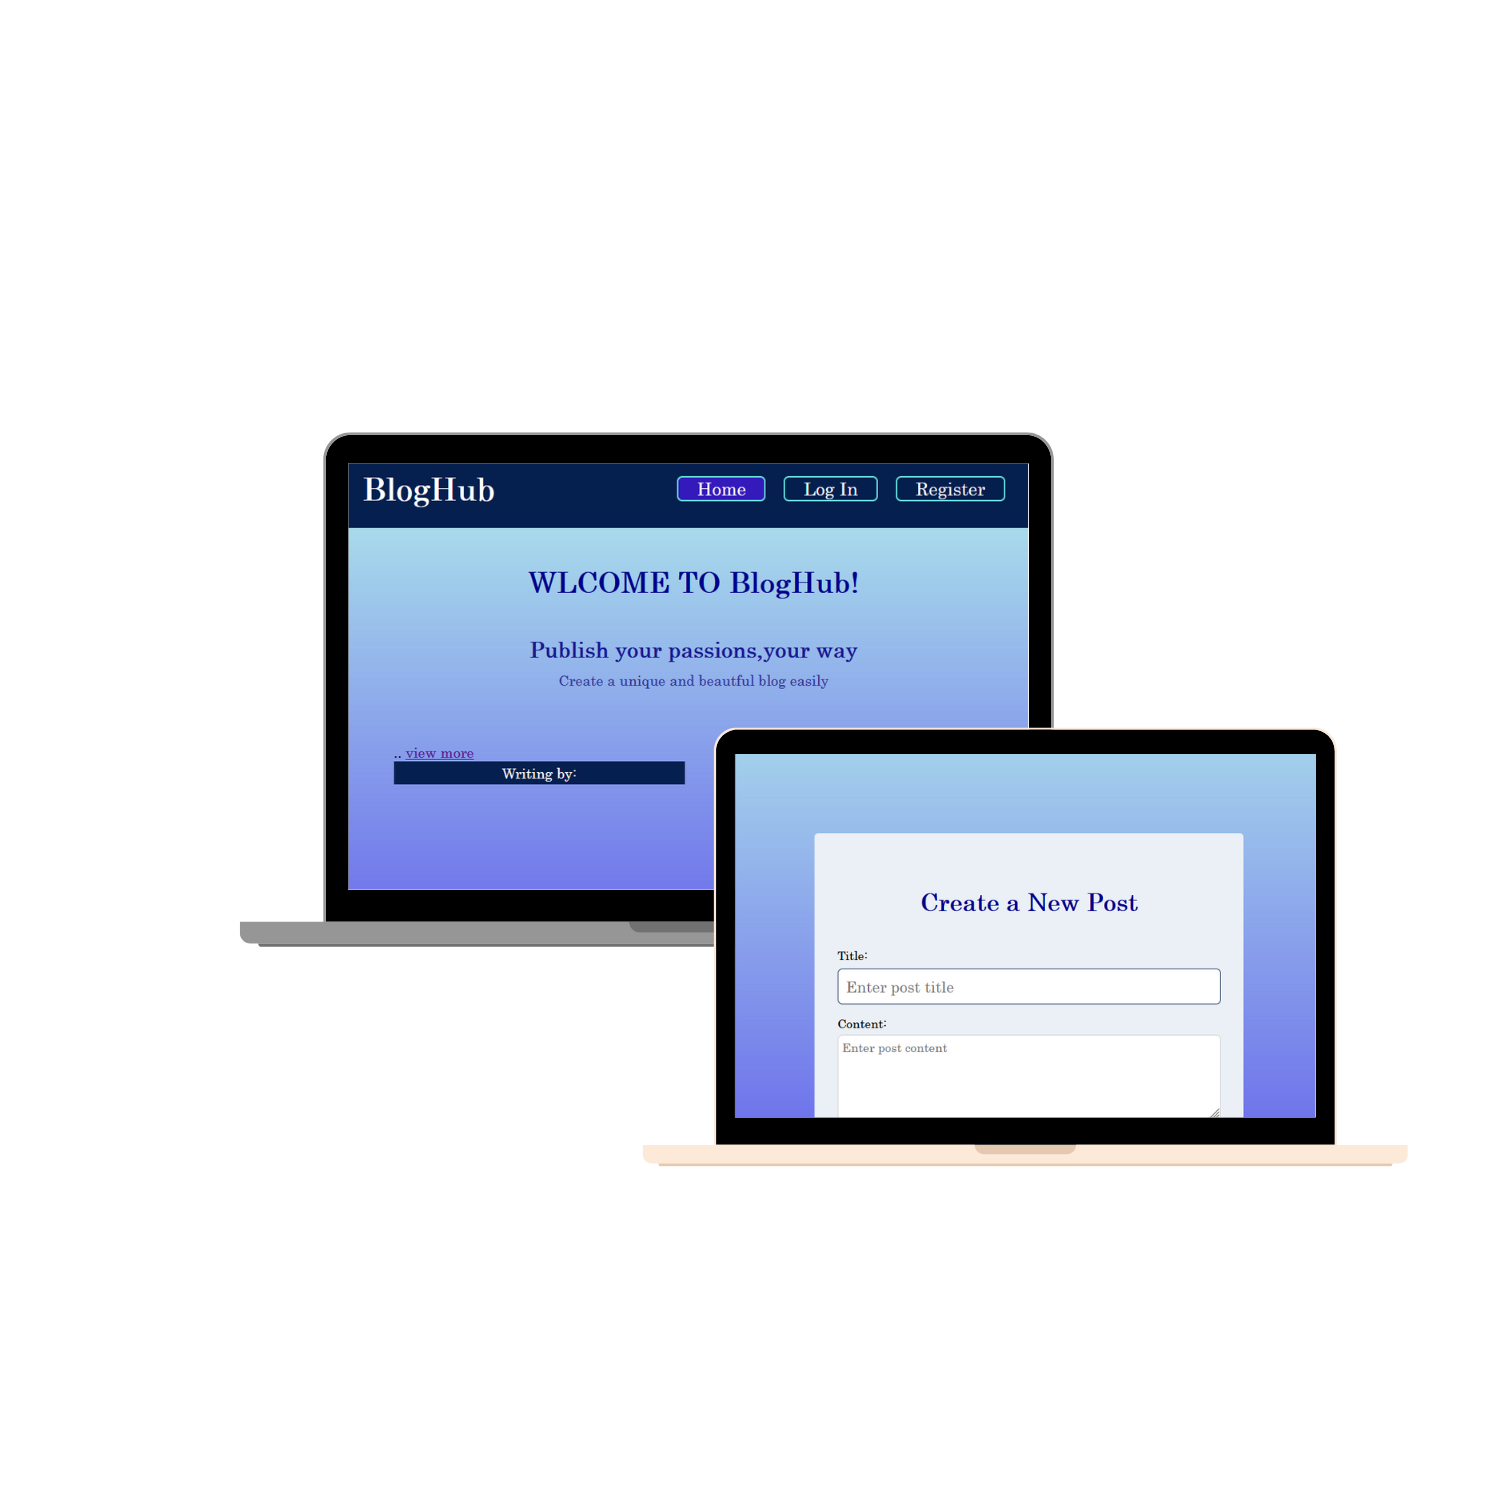 BlogHub
Home Log In Register
WLCOME TO BlogHub!
Publish your passions,your way
Create a unique and beautful blog easily
.. view more
Writing by:
Create a New Post
Title:
Enter post title
Content:
Enter post content